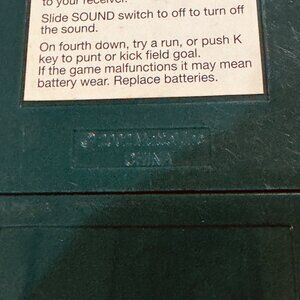 to your receiver.
Slide SOUND switch to off to turn off
the sound.
On fourth down, try a run, or push K
key to punt or kick field goal.
If the game malfunctions it may mean
battery wear. Replace batteries.
CHINA